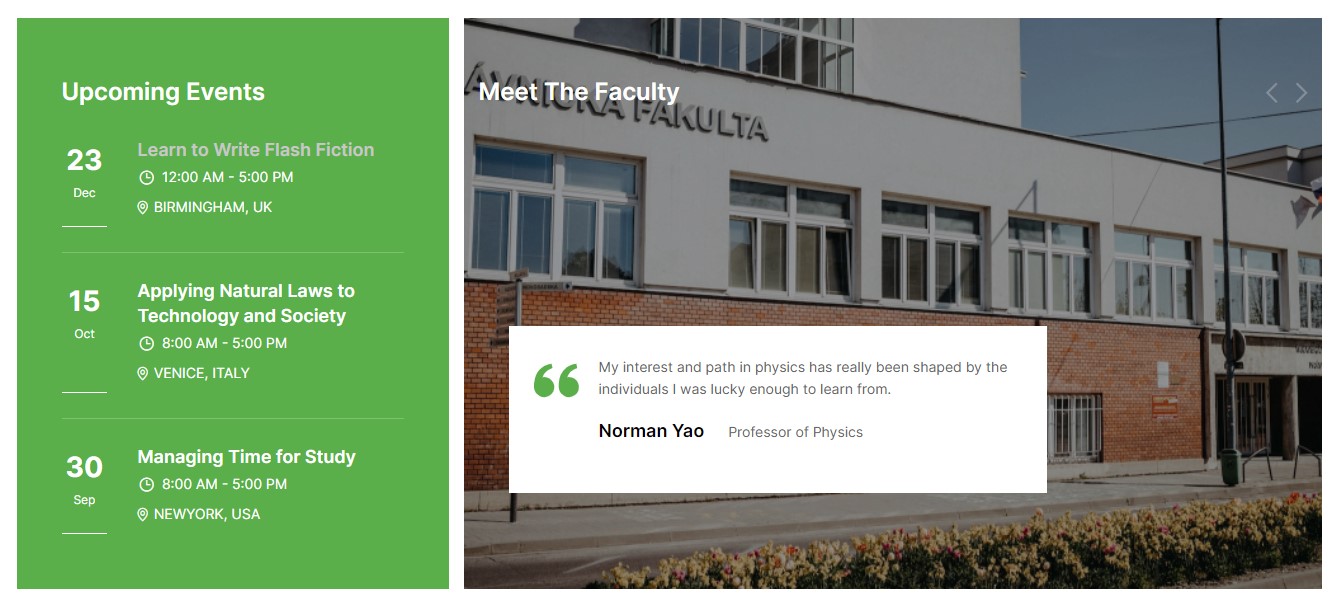 Upcoming Events
23
Dec
Learn to Write Flash Fiction
12:00 AM - 5:00 PM
BIRMINGHAM, UK
15
Oct
Applying Natural Laws to
Technology and Society
8:00 AM - 5:00 PM
VENICE, ITALY
30
Sep
Managing Time for Study
8:00 AM - 5:00 PM
NEWYORK, USA
Meet The Faculty
ÁVNICKÁ FAKULTA
My interest and path in physics has really been shaped by the
individuals I was lucky enough to learn from.
Norman Yao
Professor of Physics